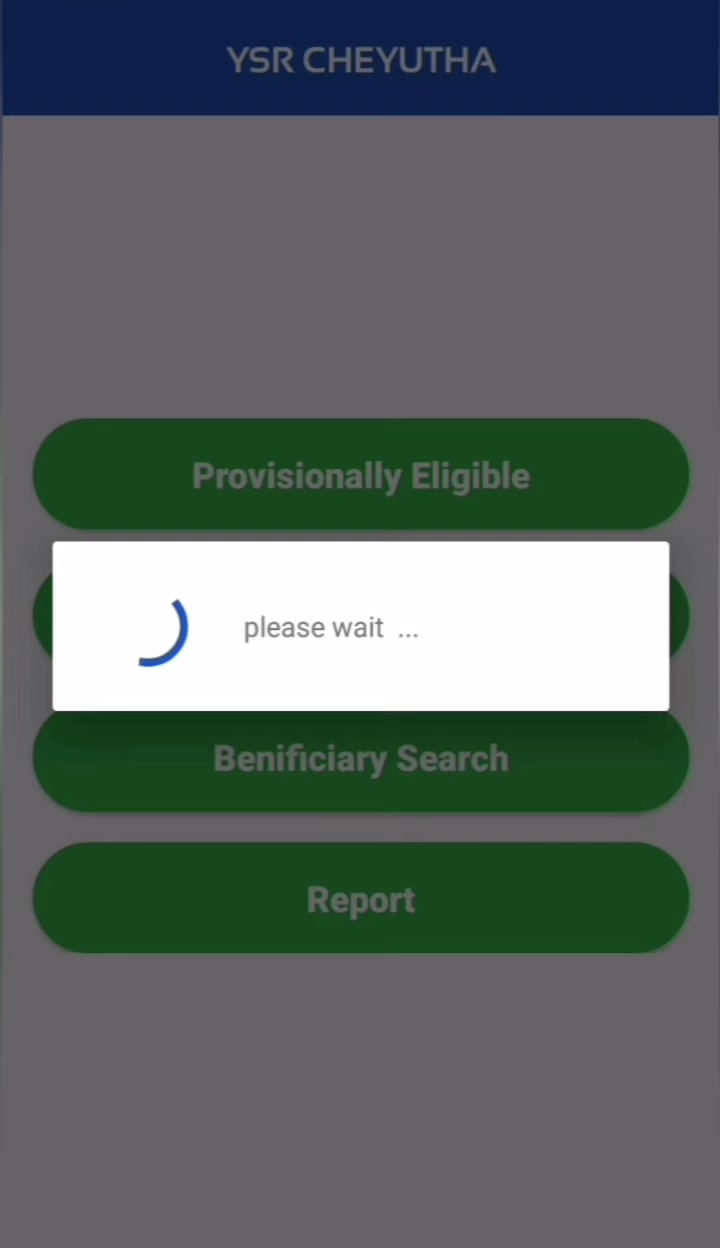 YSR CHEYUTHA
Provisionally Eligible
please wait ...
Benificiary Search
Report